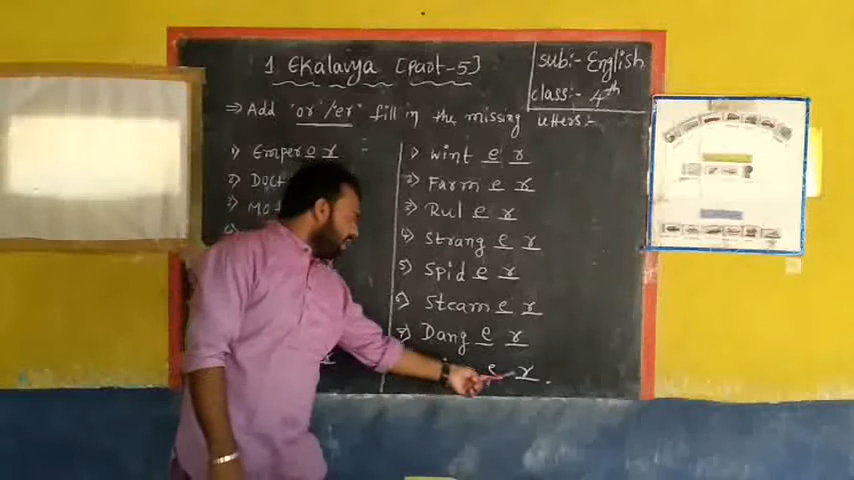 1 Ekalavya [Part-5]
sub:- English
class:- 4th
⇒ Add 'or'/'er' fill in the missing letters:-
1) Emper o r
2) Doct
3) Mo
1) Wint e r
2) Farm e r
3) Rul e r
4) Strang e r
5) Spid e r
6) Steam e r
7) Dang e r
e r.